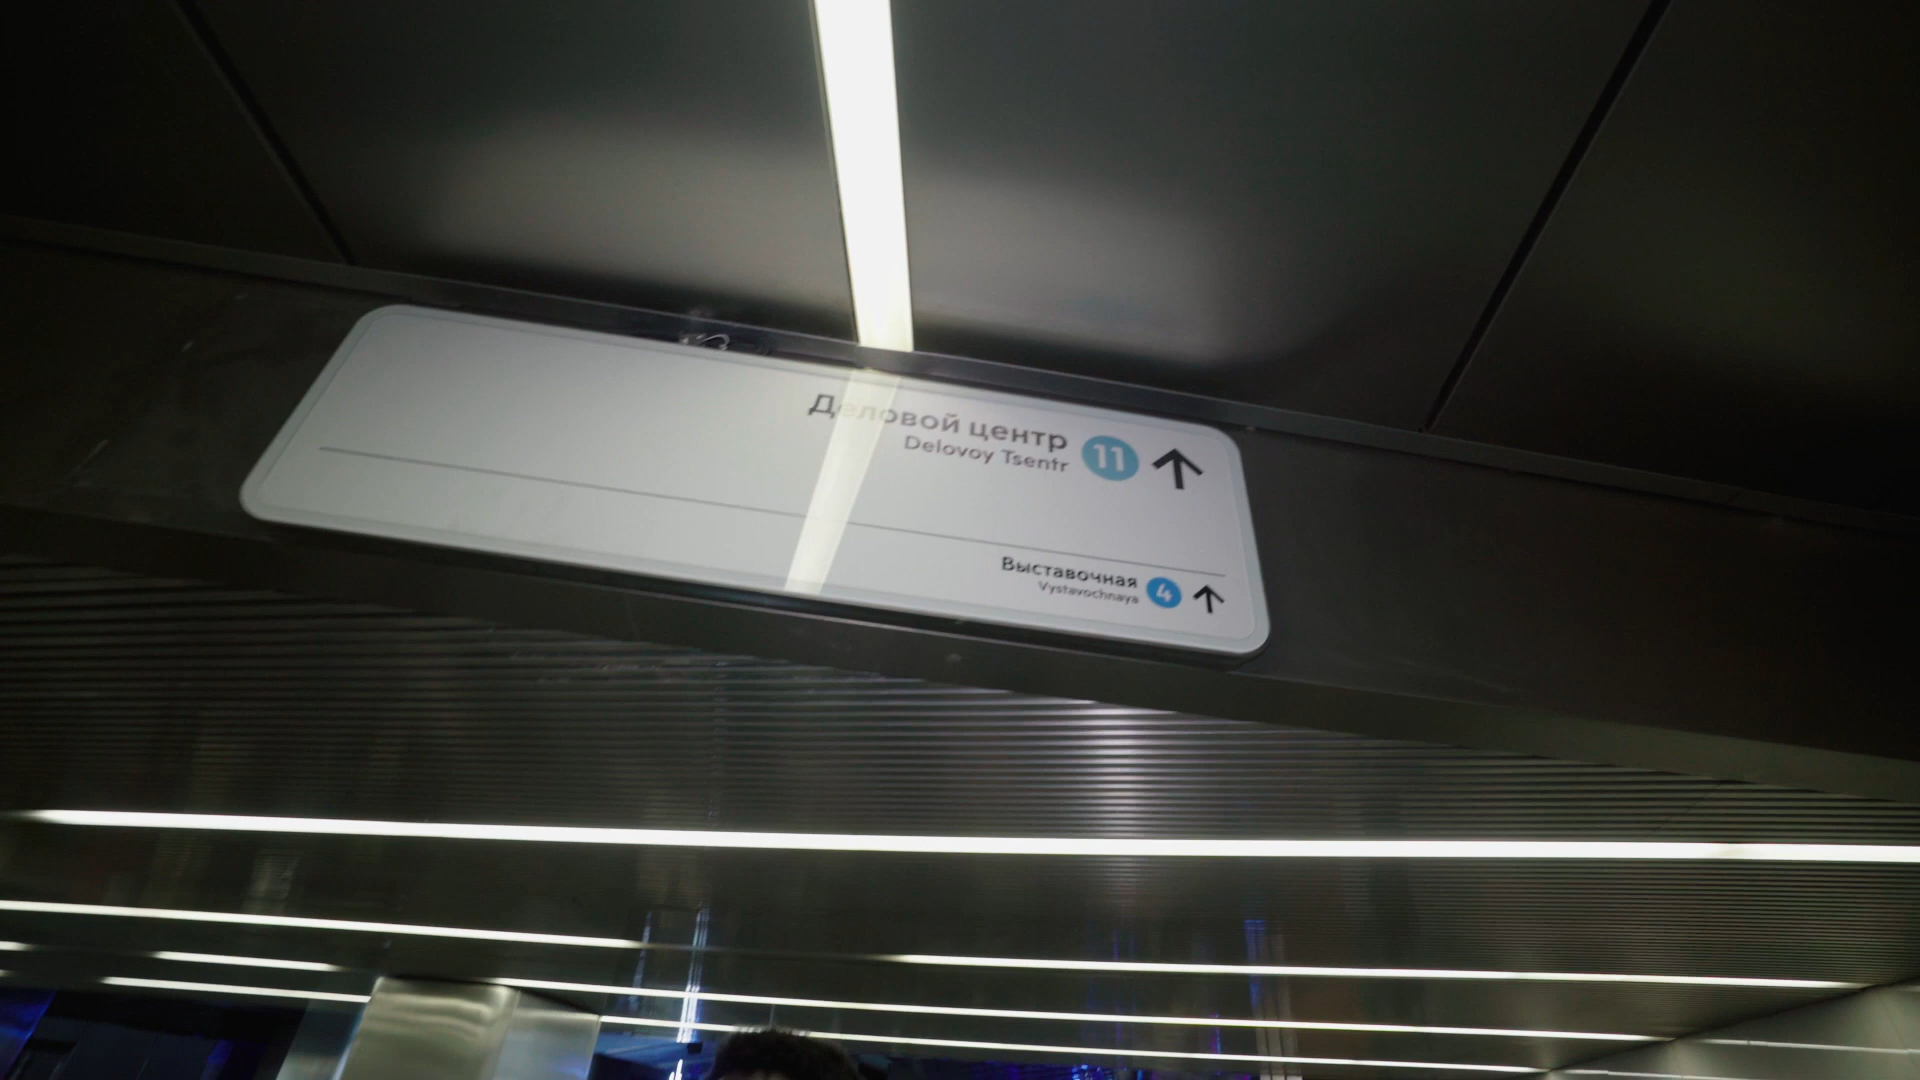 Деловой центр 11
Delovoy Tsentr
Выставочная 4
Vystavochnaya